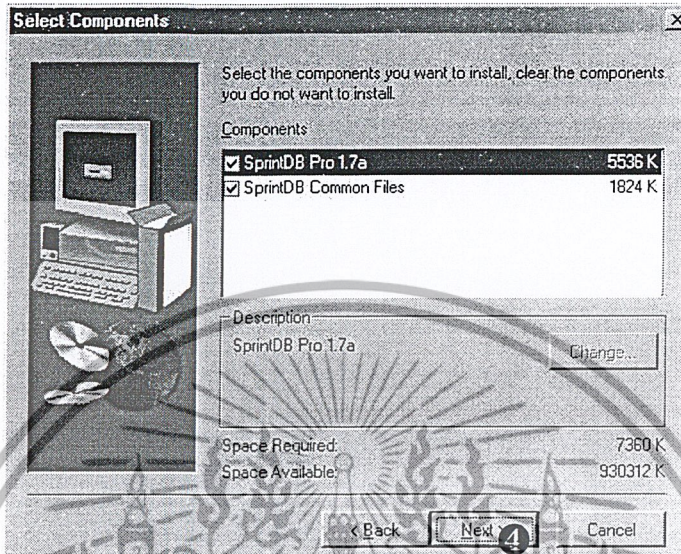 Select Components
Select the components you want to install, clear the components
you do not want to install.
Components
SprintDB Pro 1.7a 5536 K
SprintDB Common Files 1824 K
Description
SprintDB Pro 1.7a
Change...
Space Required: 7360 K
Space Available: 930312 K
< Back Next > Cancel
4